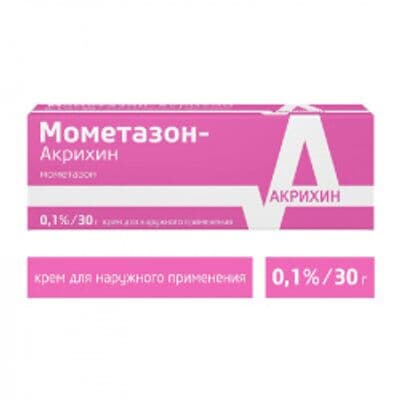 Мометазон-
Акрихин
мометазон
АКРИХИН
0,1%/30 г крем для наружного применения
крем для наружного применения
0,1%/30 г